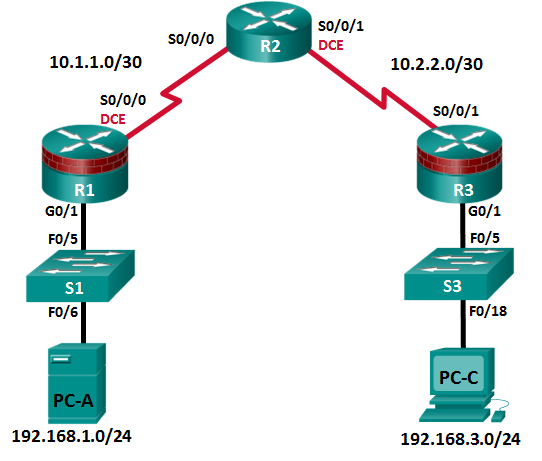 S0/0/0
R2
S0/0/1
DCE
10.1.1.0/30
10.2.2.0/30
S0/0/0
DCE
S0/0/1
R1
R3
G0/1
G0/1
F0/5
F0/5
S1
S3
F0/6
F0/18
PC-A
PC-C
192.168.1.0/24
192.168.3.0/24